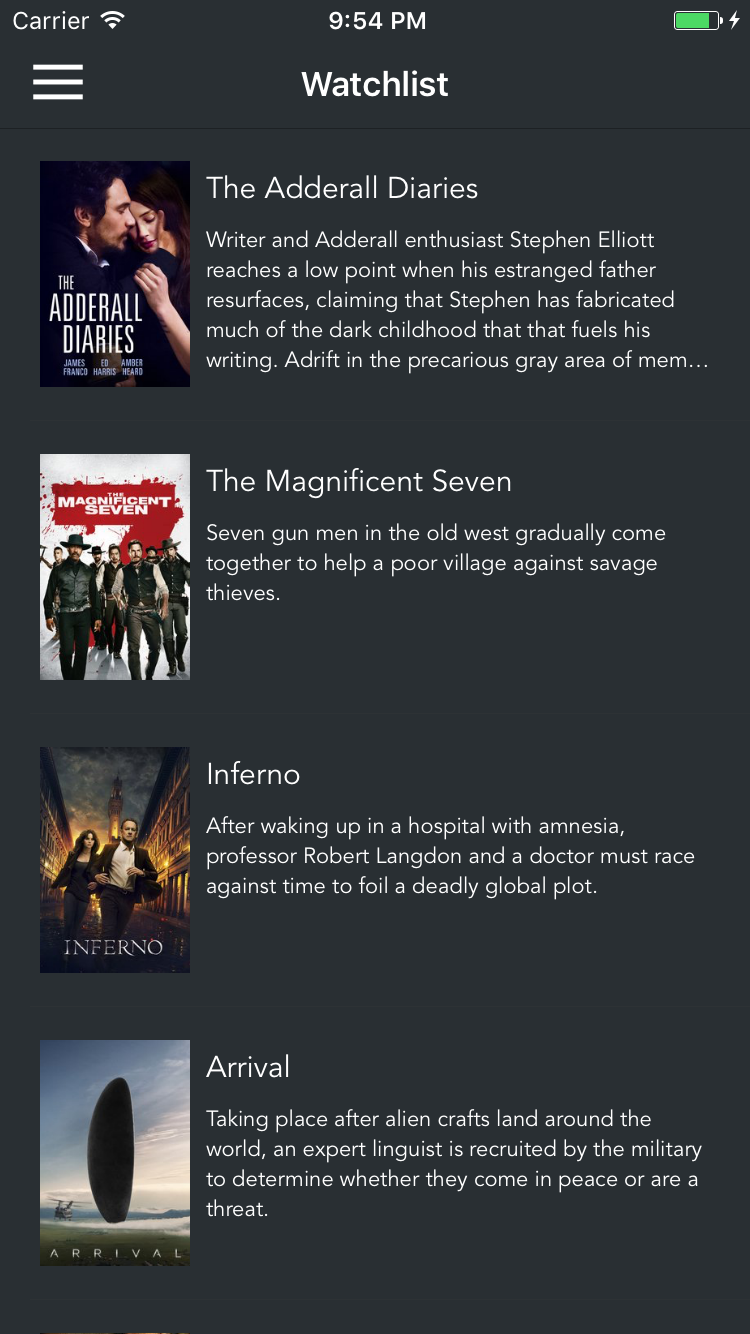 Carrier 9:54 PM
Watchlist
THE
ADDERALL
DIARIES
JAMES ED AMBER
FRANCO HARRIS HEARD
The Adderall Diaries
Writer and Adderall enthusiast Stephen Elliott
reaches a low point when his estranged father
resurfaces, claiming that Stephen has fabricated
much of the dark childhood that that fuels his
writing. Adrift in the precarious gray area of mem…
THE
MAGNIFICENT
SEVEN
The Magnificent Seven
Seven gun men in the old west gradually come
together to help a poor village against savage
thieves.
INFERNO
Inferno
After waking up in a hospital with amnesia,
professor Robert Langdon and a doctor must race
against time to foil a deadly global plot.
ARRIVAL
Arrival
Taking place after alien crafts land around the
world, an expert linguist is recruited by the military
to determine whether they come in peace or are a
threat.